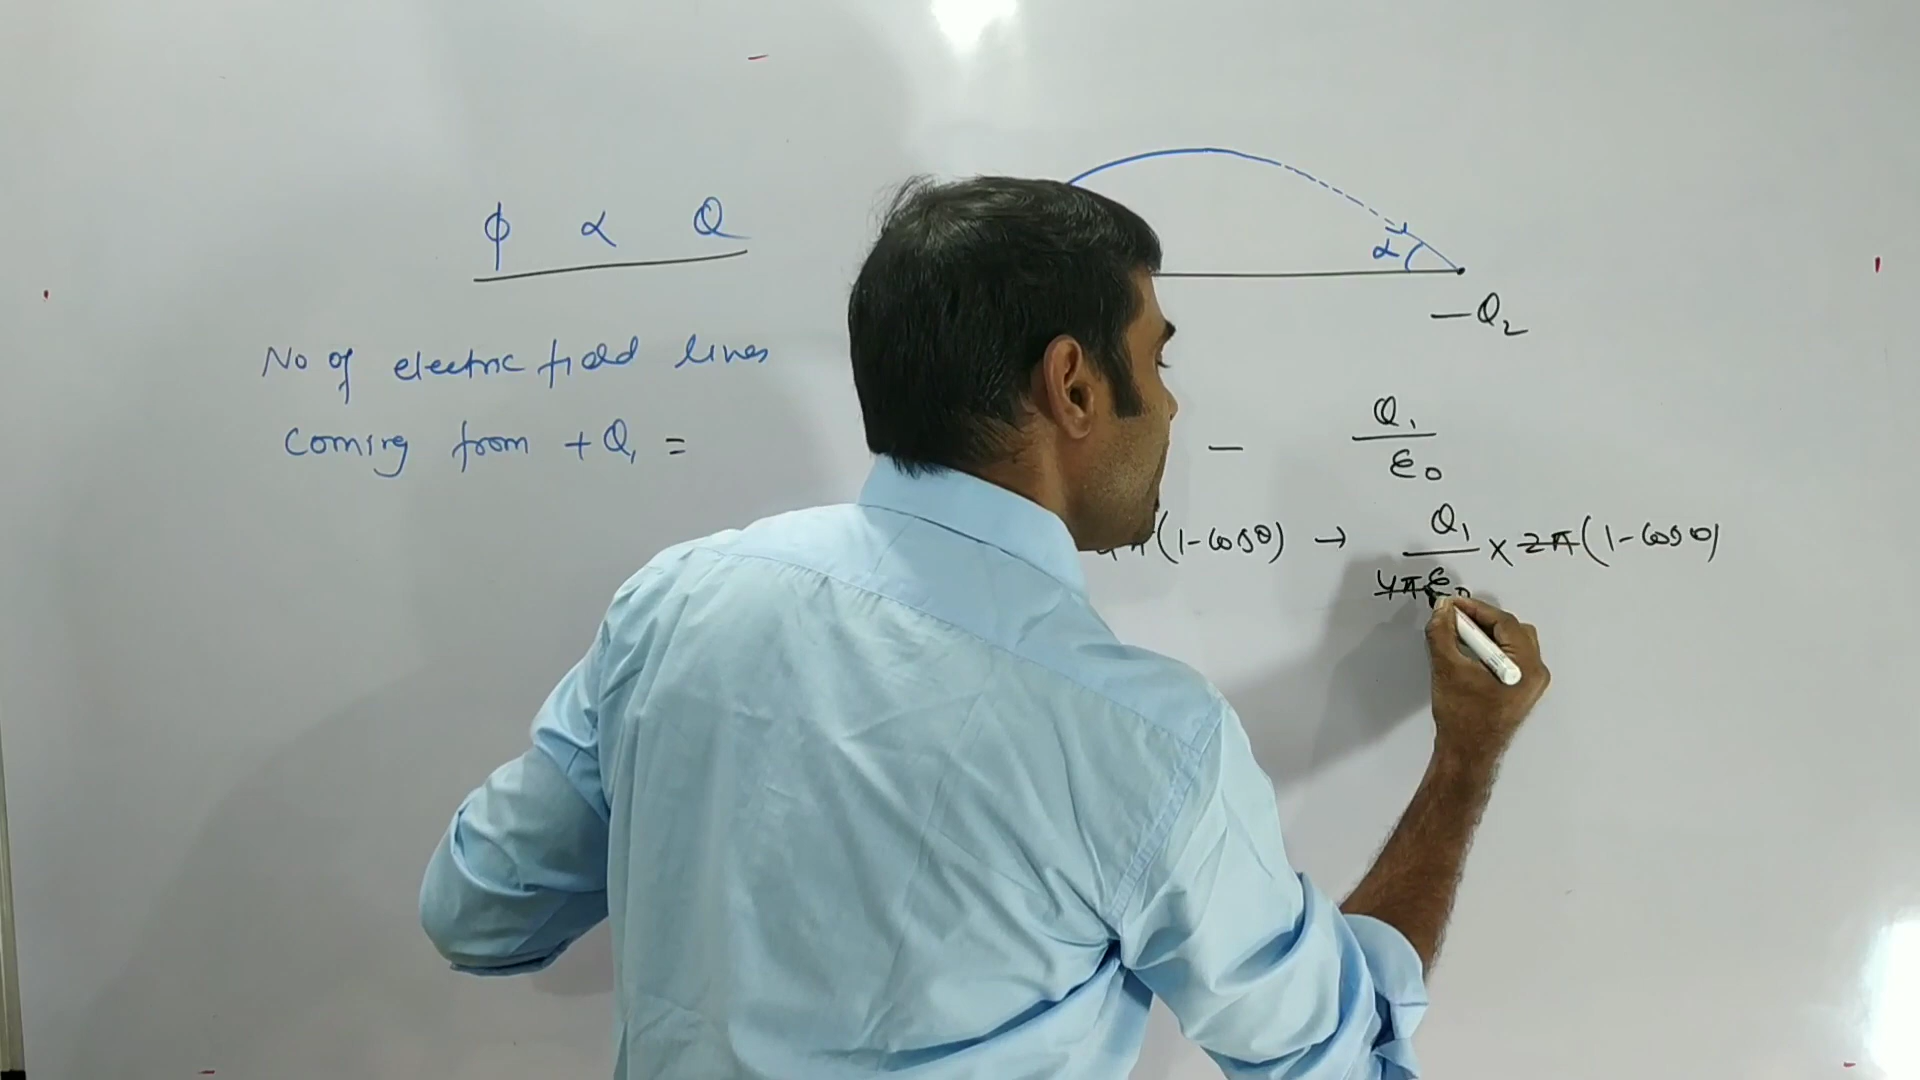 ϕ α Q
α
-Q₂
No of electric field lines
coming from +Q₁ =
- Q₁/ε₀
(1-cosθ) → Q₁/4πε₀ × 2π(1-cosθ)